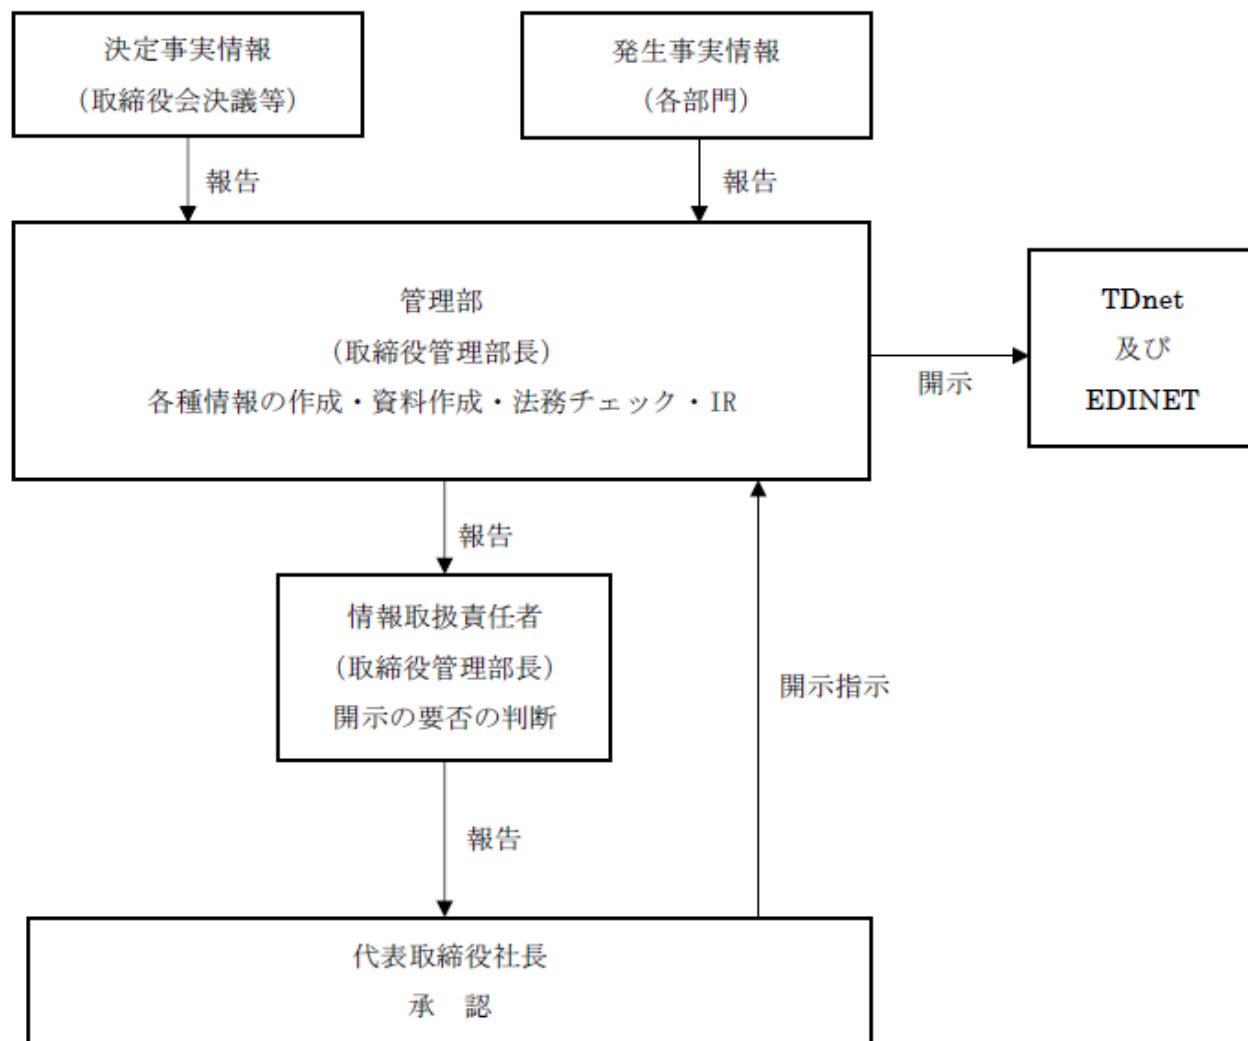 決定事実情報
（取締役会決議等）
発生事実情報
（各部門）
報告
報告
管理部
（取締役管理部長）
各種情報の作成・資料作成・法務チェック・IR
TDnet
及び
EDINET
開示
報告
情報取扱責任者
（取締役管理部長）
開示の要否の判断
開示指示
報告
代表取締役社長
承　認